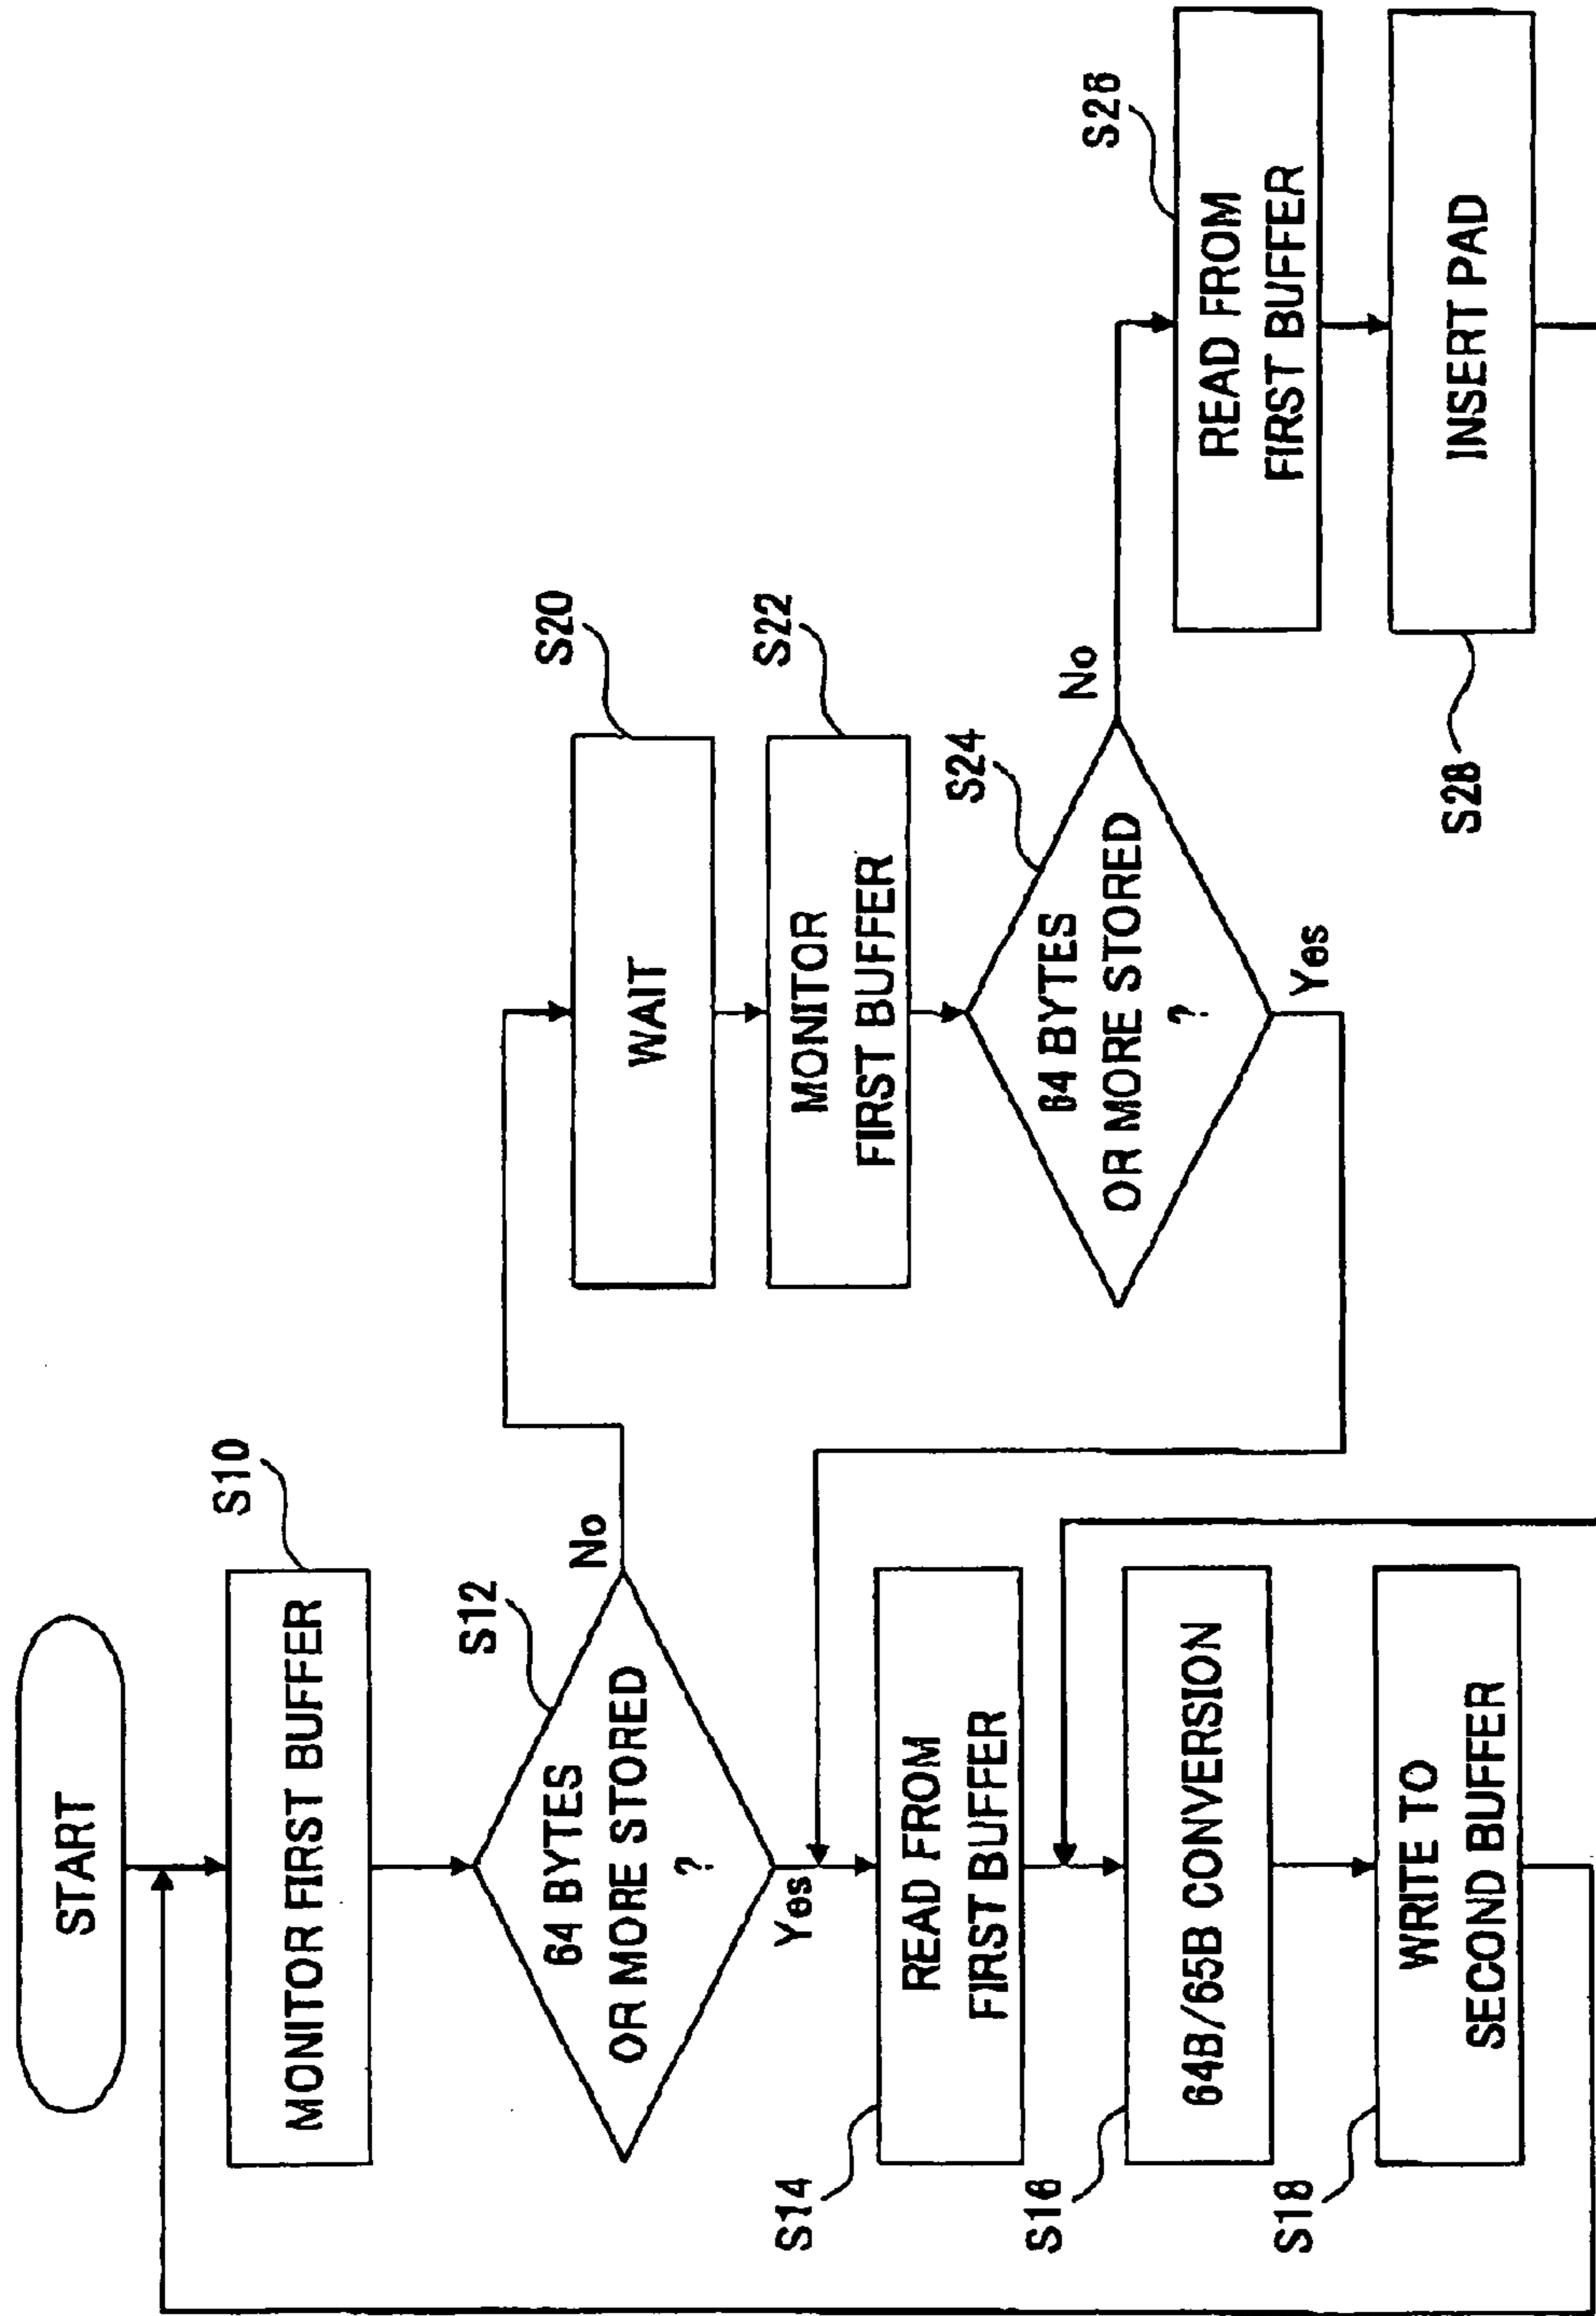 START
S10
MONITOR FIRST BUFFER
S12
64 BYTES
OR MORE STORED
?
No
Yes
S14
READ FROM
FIRST BUFFER
S16
64B/65B CONVERSION
S18
WRITE TO
SECOND BUFFER
S20
WAIT
S22
MONITOR
FIRST BUFFER
S24
64 BYTES
OR MORE STORED
?
No
Yes
S26
READ FROM
FIRST BUFFER
S28
INSERT PAD